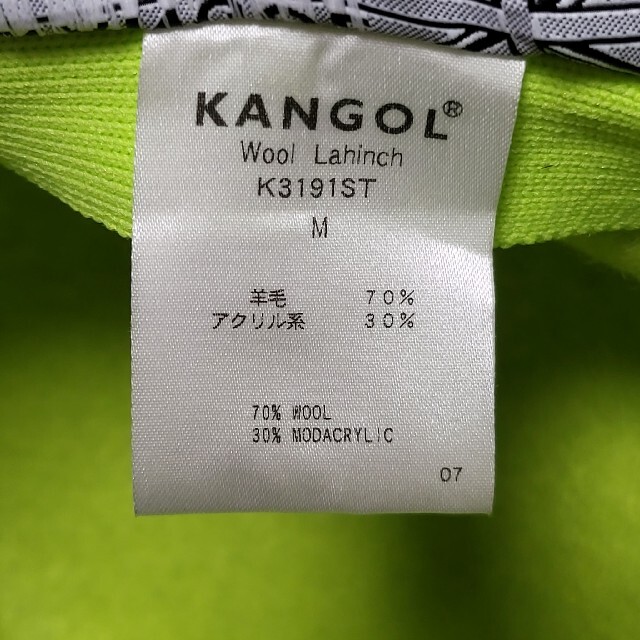 KANGOL®
Wool Lahinch
K3191ST
M
羊毛 70%
アクリル系 30%
70% WOOL
30% MODACRYLIC
07